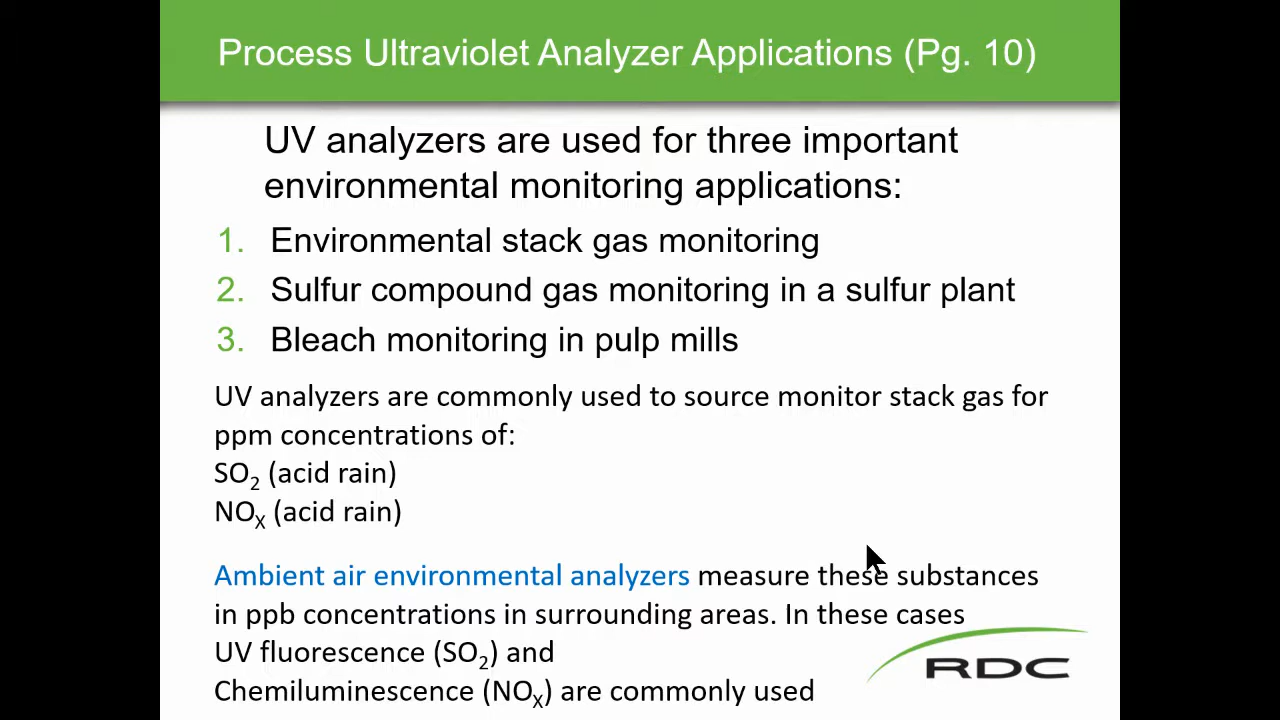 Process Ultraviolet Analyzer Applications (Pg. 10)
UV analyzers are used for three important
environmental monitoring applications:
1. Environmental stack gas monitoring
2. Sulfur compound gas monitoring in a sulfur plant
3. Bleach monitoring in pulp mills
UV analyzers are commonly used to source monitor stack gas for
ppm concentrations of:
SO₂ (acid rain)
NOₓ (acid rain)
Ambient air environmental analyzers measure these substances
in ppb concentrations in surrounding areas. In these cases
UV fluorescence (SO₂) and
Chemiluminescence (NOₓ) are commonly used
RDC